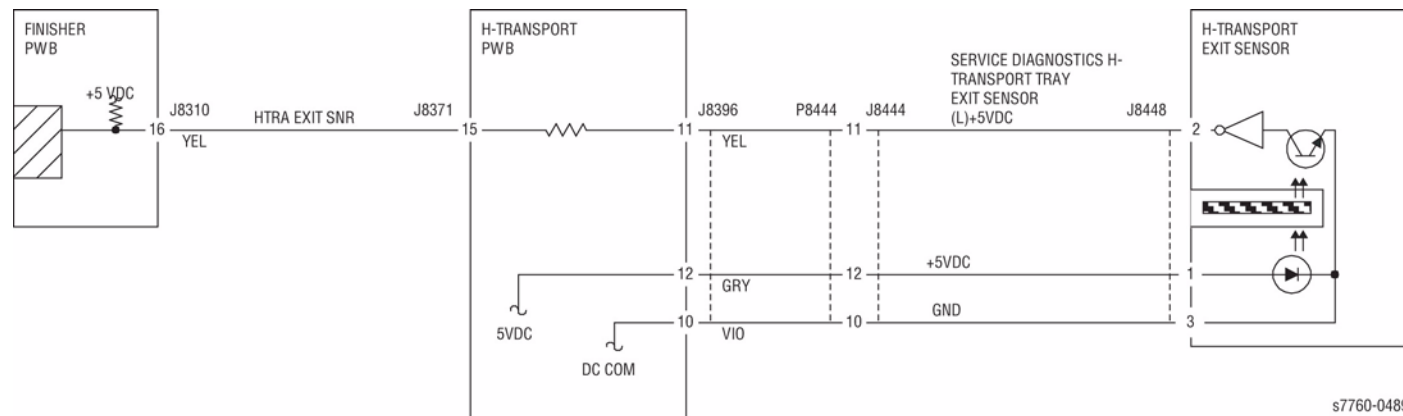 FINISHER
PWB
+5 VDC
16
J8310
YEL
HTRA EXIT SNR
J8371
15
H-TRANSPORT
PWB
11
J8396
YEL
P8444
11
J8444
SERVICE DIAGNOSTICS H-
TRANSPORT TRAY
EXIT SENSOR
(L)+5VDC
J8448
2
H-TRANSPORT
EXIT SENSOR
12
GRY
12
+5VDC
1
5VDC
10
VIO
10
GND
3
DC COM